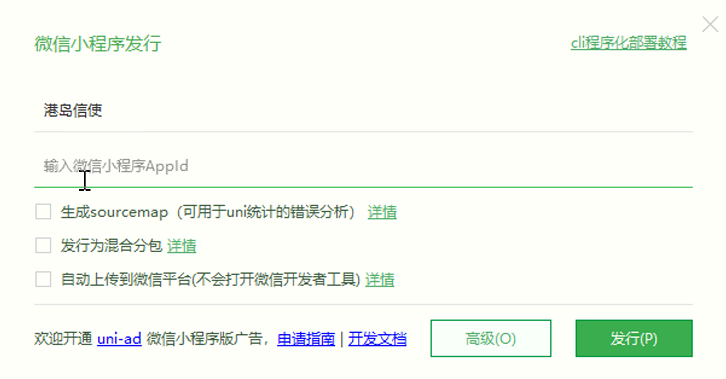 微信小程序发行 cli程序化部署教程
港岛信使
输入微信小程序AppId
生成sourcemap（可用于uni统计的错误分析） 详情
发行为混合分包 详情
自动上传到微信平台(不会打开微信开发者工具) 详情
欢迎开通 uni-ad 微信小程序版广告，申请指南 | 开发文档 高级(O) 发行(P)